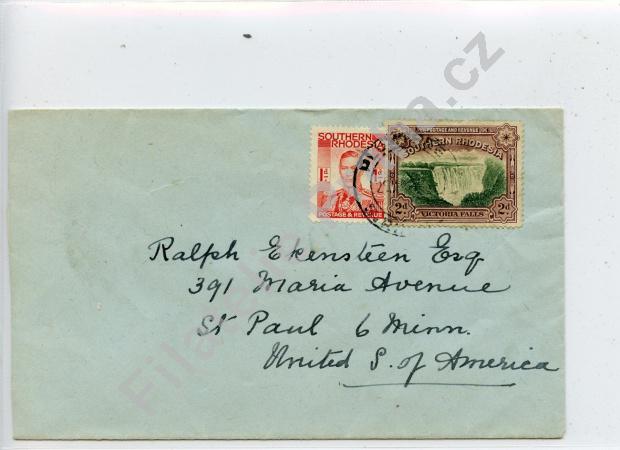 SOUTHERN
RHODESIA
1d
POSTAGE & REVENUE
POSTAGE AND REVENUE
SOUTHERN RHODESIA
2d VICTORIA FALLS 2d
Ralph Ekensteen Esq
391 Maria Avenue
St Paul 6 Minn.
United S. of America